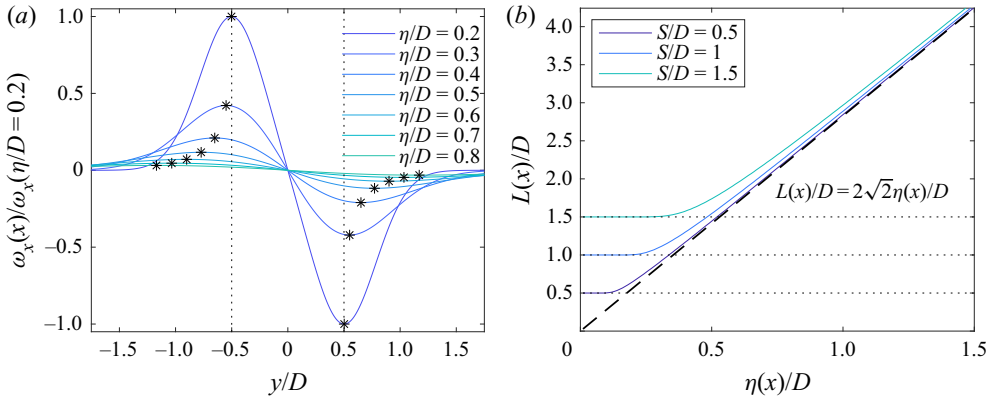 (a)
1.0
0.5
0
−0.5
−1.0
ω_x(x)/ω_x(η/D = 0.2)
η/D = 0.2
η/D = 0.3
η/D = 0.4
η/D = 0.5
η/D = 0.6
η/D = 0.7
η/D = 0.8
−1.5 −1.0 −0.5 0 0.5 1.0 1.5
y/D
(b)
4.0
3.5
3.0
2.5
2.0
1.5
1.0
0.5
L(x)/D
S/D = 0.5
S/D = 1
S/D = 1.5
L(x)/D = 2√2η(x)/D
0 0.5 1.0 1.5
η(x)/D